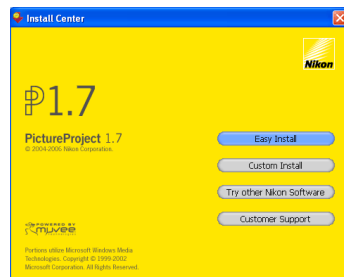 Install Center
Nikon
P1.7
PictureProject 1.7
© 2004-2006 Nikon Corporation.
Easy Install
Custom Install
Try other Nikon Software
Customer Support
POWERED BY
muvee
Portions utilize Microsoft Windows Media
Technologies. Copyright © 1999-2002
Microsoft Corporation. All Rights Reserved.